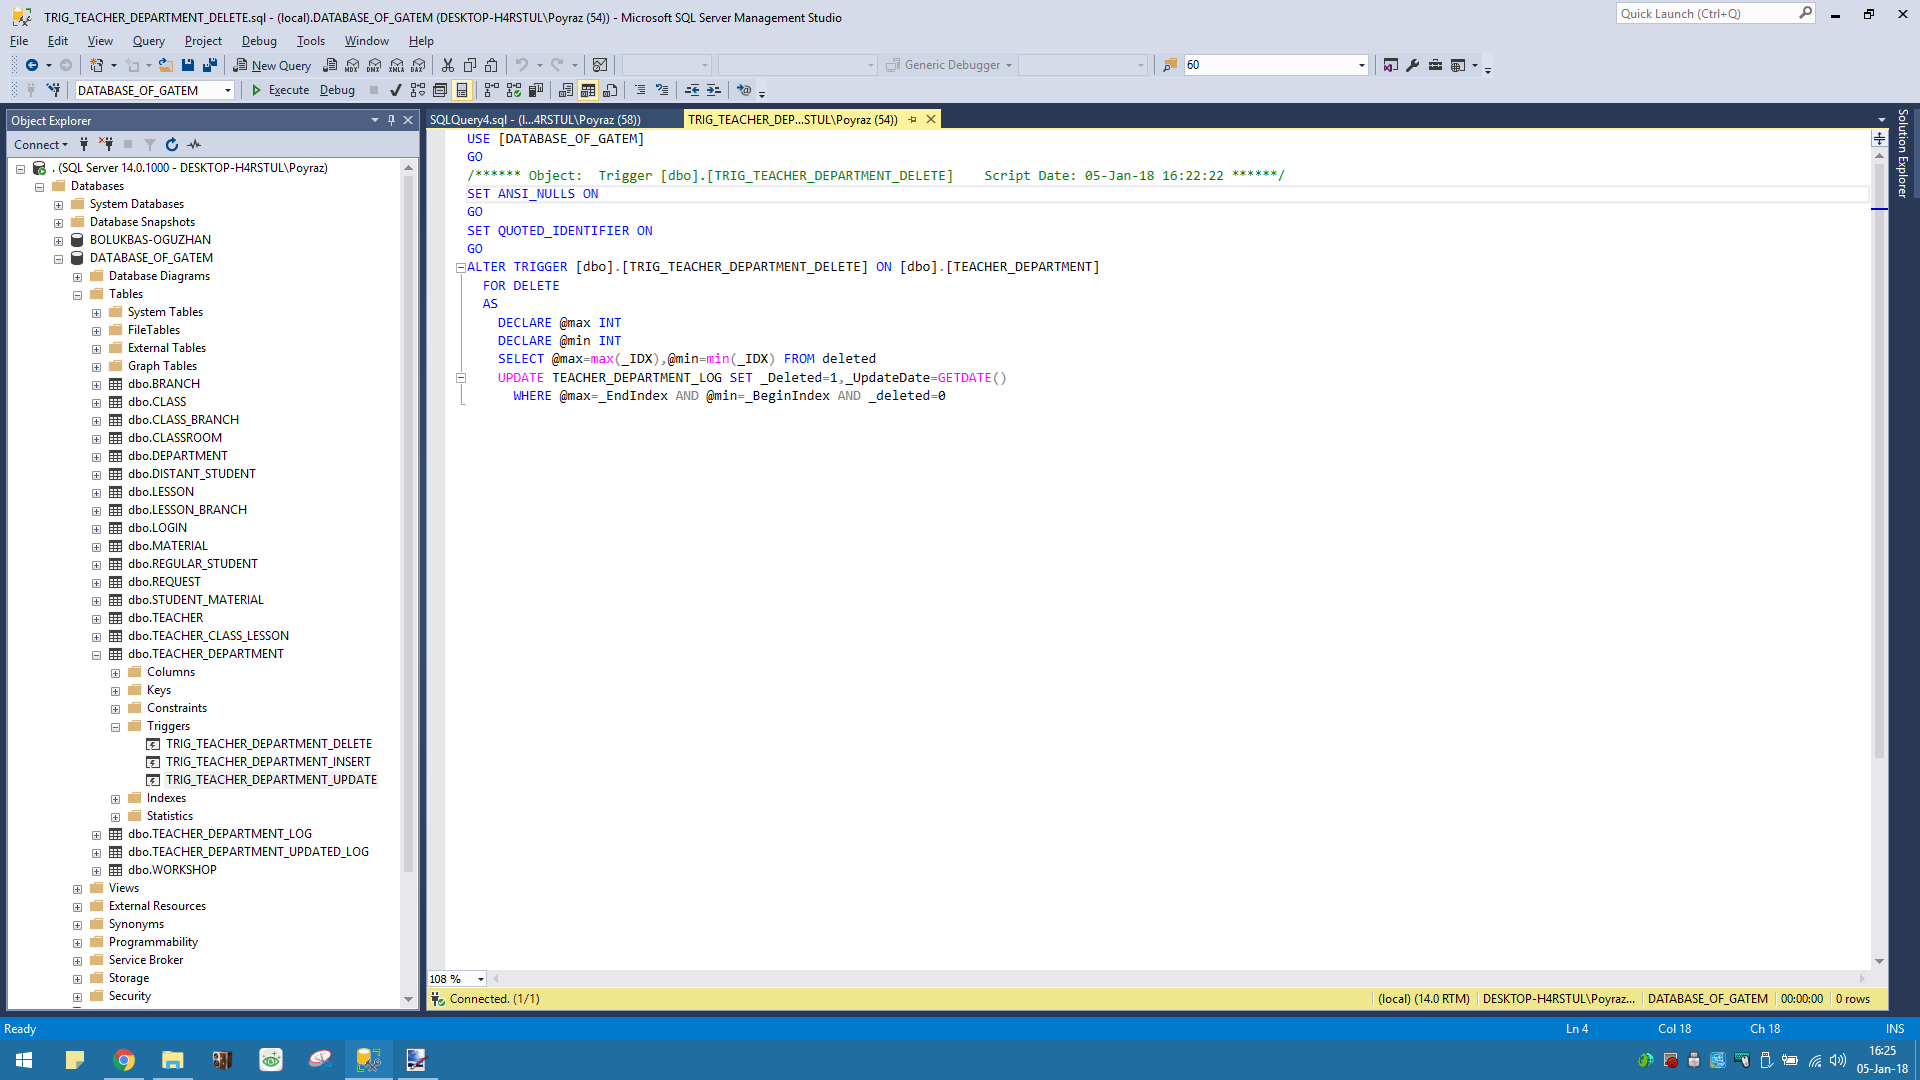 TRIG_TEACHER_DEPARTMENT_DELETE.sql - (local).DATABASE_OF_GATEM (DESKTOP-H4RSTUL\Poyraz (54)) - Microsoft SQL Server Management Studio
Quick Launch (Ctrl+Q)
File Edit View Query Project Debug Tools Window Help
New Query MDX DMX XMLA DAX Generic Debugger 60
DATABASE_OF_GATEM Execute Debug
Object Explorer
SQLQuery4.sql - (l...4RSTUL\Poyraz (58)) TRIG_TEACHER_DEP...STUL\Poyraz (54))
Solution Explorer
Connect
. (SQL Server 14.0.1000 - DESKTOP-H4RSTUL\Poyraz)
Databases
System Databases
Database Snapshots
BOLUKBAS-OGUZHAN
DATABASE_OF_GATEM
Database Diagrams
Tables
System Tables
FileTables
External Tables
Graph Tables
dbo.BRANCH
dbo.CLASS
dbo.CLASS_BRANCH
dbo.CLASSROOM
dbo.DEPARTMENT
dbo.DISTANT_STUDENT
dbo.LESSON
dbo.LESSON_BRANCH
dbo.LOGIN
dbo.MATERIAL
dbo.REGULAR_STUDENT
dbo.REQUEST
dbo.STUDENT_MATERIAL
dbo.TEACHER
dbo.TEACHER_CLASS_LESSON
dbo.TEACHER_DEPARTMENT
Columns
Keys
Constraints
Triggers
TRIG_TEACHER_DEPARTMENT_DELETE
TRIG_TEACHER_DEPARTMENT_INSERT
TRIG_TEACHER_DEPARTMENT_UPDATE
Indexes
Statistics
dbo.TEACHER_DEPARTMENT_LOG
dbo.TEACHER_DEPARTMENT_UPDATED_LOG
dbo.WORKSHOP
Views
External Resources
Synonyms
Programmability
Service Broker
Storage
Security
USE [DATABASE_OF_GATEM]
GO
/****** Object:  Trigger [dbo].[TRIG_TEACHER_DEPARTMENT_DELETE]    Script Date: 05-Jan-18 16:22:22 ******/
SET ANSI_NULLS ON
GO
SET QUOTED_IDENTIFIER ON
GO
ALTER TRIGGER [dbo].[TRIG_TEACHER_DEPARTMENT_DELETE] ON [dbo].[TEACHER_DEPARTMENT]
FOR DELETE
AS
DECLARE @max INT
DECLARE @min INT
SELECT @max=max(_IDX),@min=min(_IDX) FROM deleted
UPDATE TEACHER_DEPARTMENT_LOG SET _Deleted=1,_UpdateDate=GETDATE()
WHERE @max=_EndIndex AND @min=_BeginIndex AND _deleted=0
108 %
Connected. (1/1) (local) (14.0 RTM) DESKTOP-H4RSTUL\Poyraz... DATABASE_OF_GATEM 00:00:00 0 rows
Ready Ln 4 Col 18 Ch 18 INS
16:25
05-Jan-18